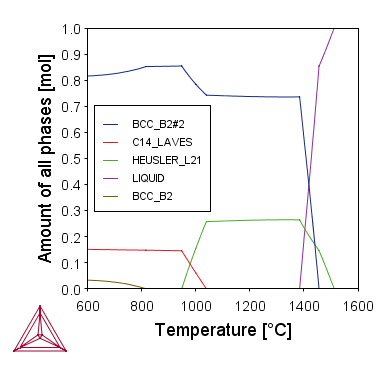 Amount of all phases [mol]
1.0
0.9
0.8
0.7
0.6
0.5
0.4
0.3
0.2
0.1
0.0
BCC_B2#2
C14_LAVES
HEUSLER_L21
LIQUID
BCC_B2
600 800 1000 1200 1400 1600
Temperature [°C]